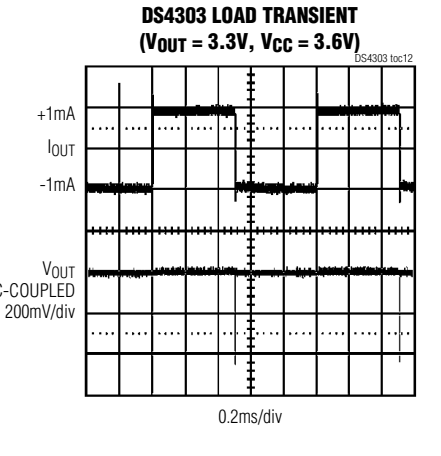 DS4303 LOAD TRANSIENT
(VOUT = 3.3V, VCC = 3.6V)
DS4303 toc12
+1mA
IOUT
-1mA
VOUT
C-COUPLED
200mV/div
0.2ms/div